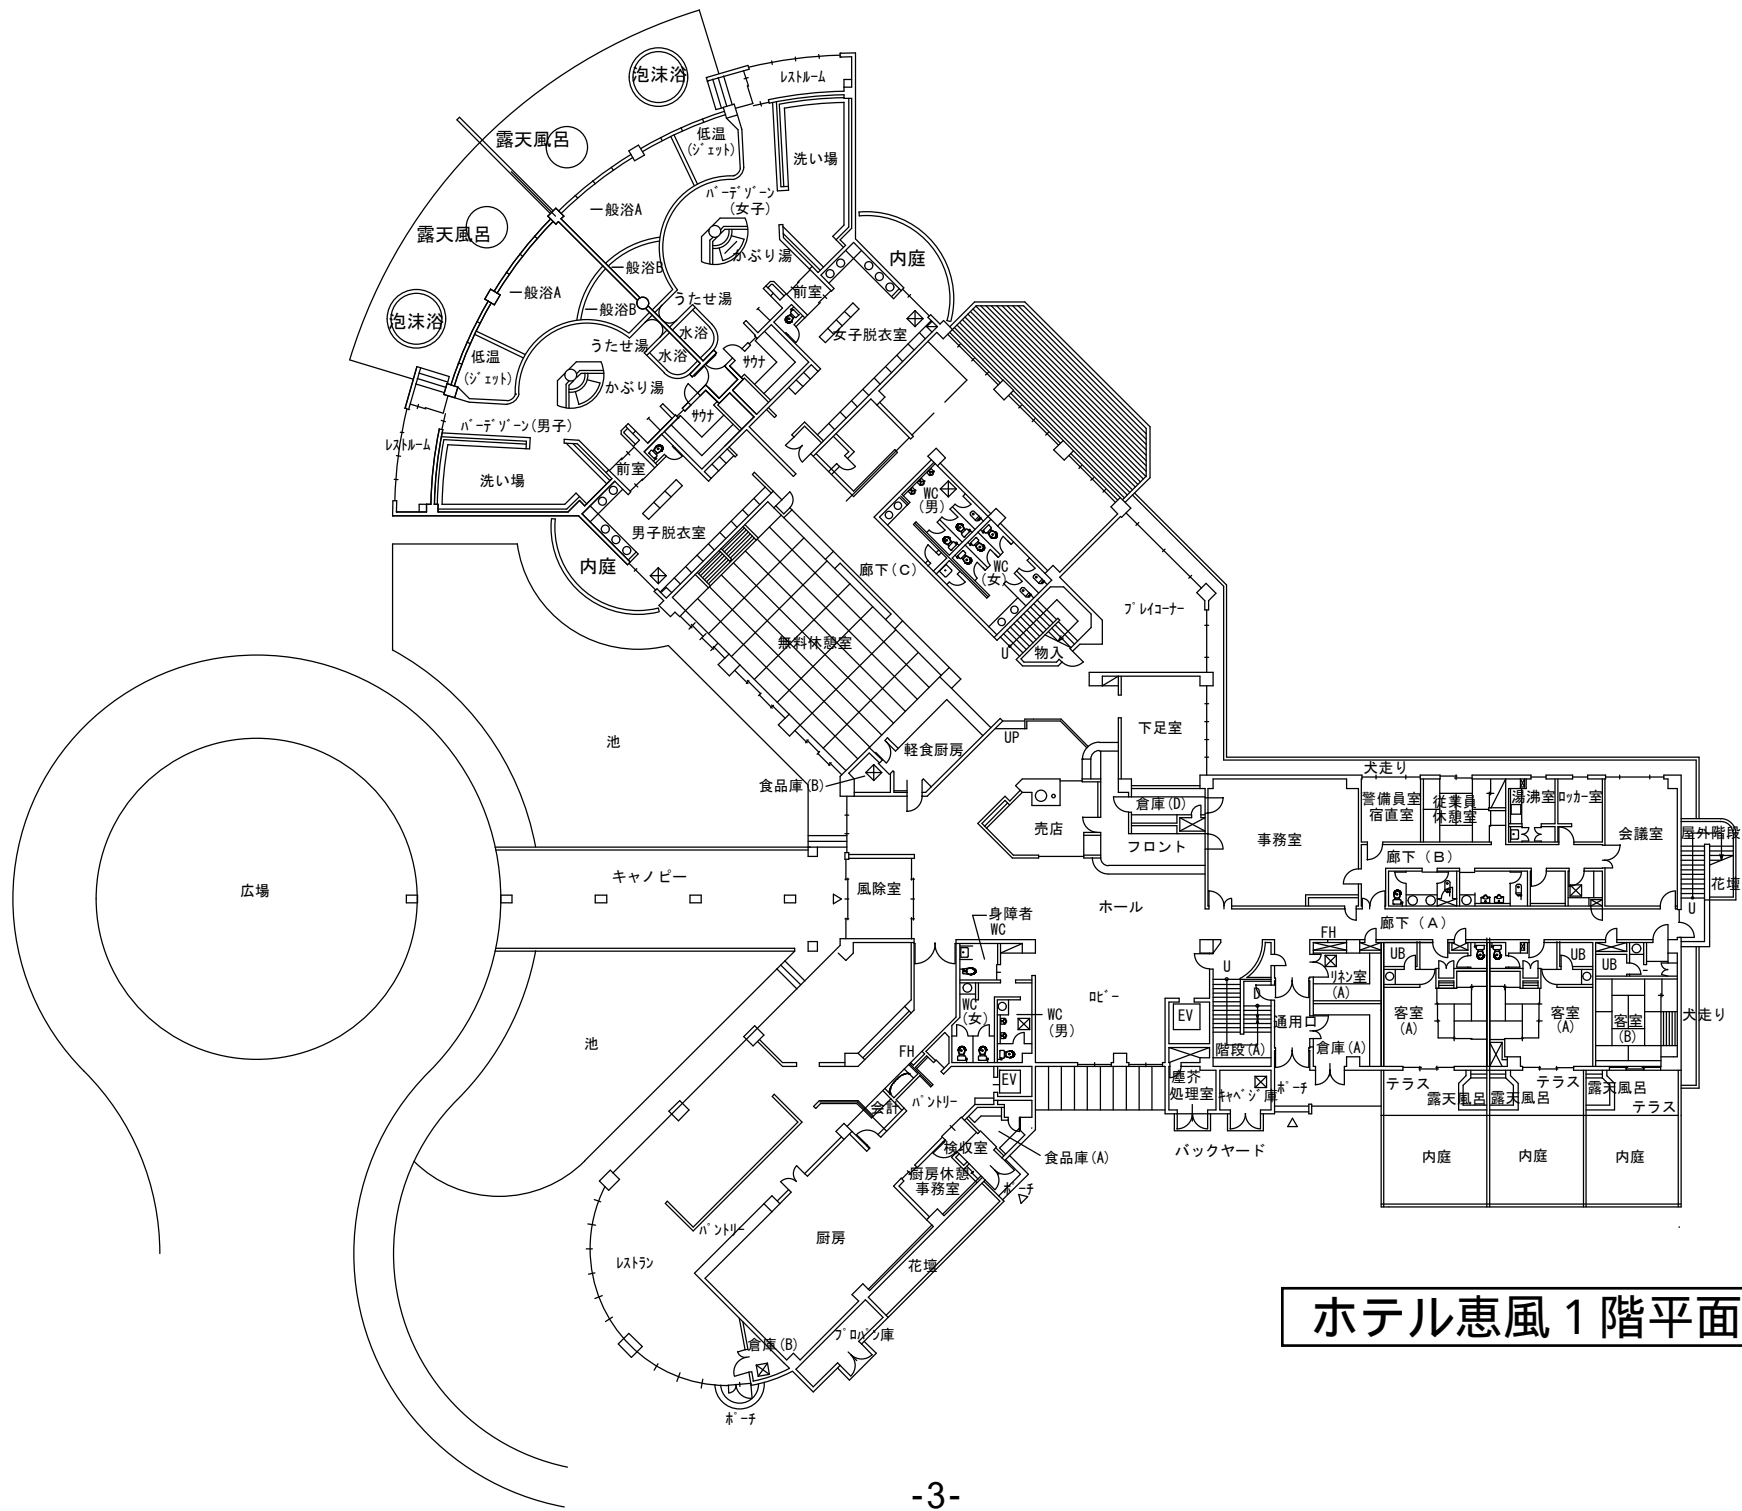 泡沫浴
レストルーム
露天風呂
低温
(ジェット)
洗い場
バーデゾーン
(女子)
一般浴A
露天風呂
かぶり湯
内庭
一般浴B
前室
一般浴A
一般浴B
うたせ湯
泡沫浴
水浴
女子脱衣室
うたせ湯
水浴
サウナ
低温
(ジェット)
かぶり湯
サウナ
バーデゾーン(男子)
レストルーム
前室
洗い場
WC
(男)
男子脱衣室
内庭
廊下(C)
WC
(女)
プレイコーナー
無料休憩室
U
物入
下足室
池
UP
軽食厨房
食品庫(B)
犬走り
倉庫(D)
警備員室
宿直室
従業員
休憩室
湯沸室
ロッカー室
売店
フロント
事務室
会議室
屋外階段
廊下(B)
キャノピー
風除室
広場
花壇
ホール
身障者
WC
廊下(A)
U
FH
UB
UB
UB
U
リネン室
(A)
D
ロビー
WC
(女)
WC
(男)
EV
通用口
客室
(A)
客室
(A)
客室
(B)
犬走り
池
FH
階段(A)
倉庫(A)
EV
塵芥
処理室
キャベジ庫
ポーチ
テラス
テラス
露天風呂
露天風呂
露天風呂
テラス
会計
パントリー
検収室
食品庫(A)
バックヤード
内庭
内庭
内庭
厨房休憩
事務室
ポーチ
パントリー
厨房
レストラン
花壇
プロパン庫
倉庫(B)
ポーチ
ホテル恵風1階平面
-3-